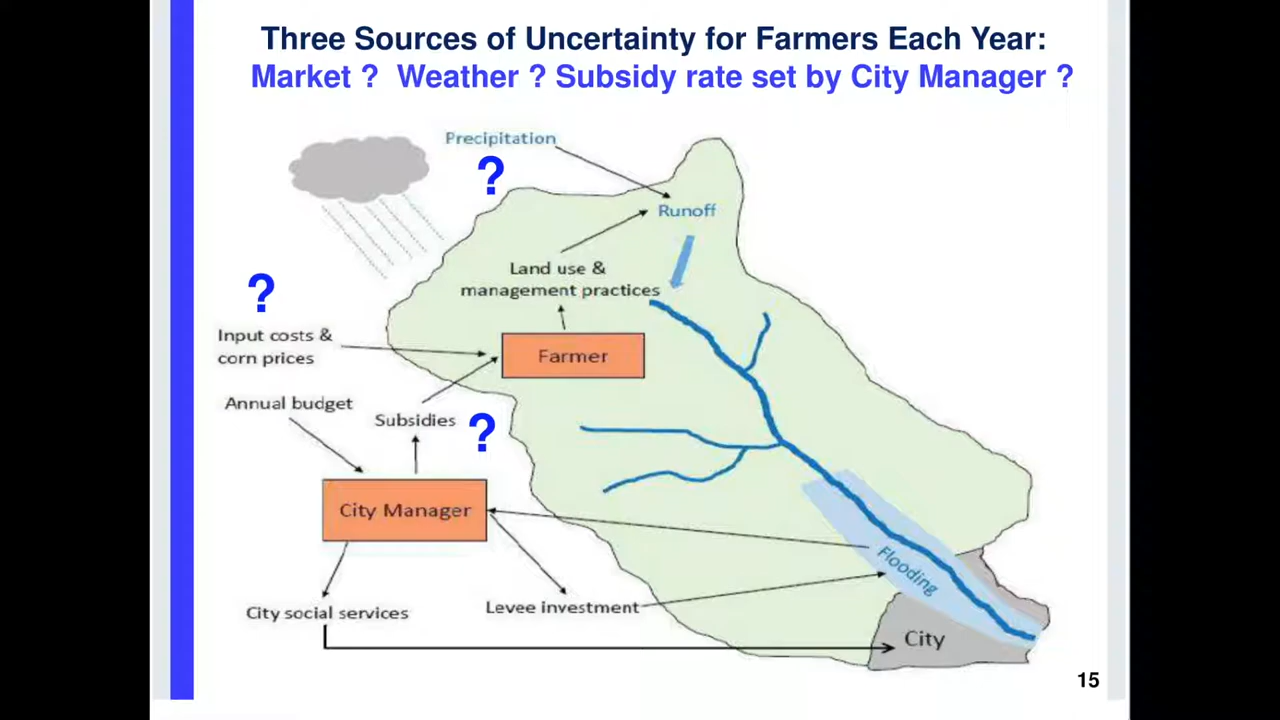 Three Sources of Uncertainty for Farmers Each Year:
Market ?  Weather ? Subsidy rate set by City Manager ?
Precipitation
?
Runoff
Land use &
management practices
?
Input costs &
corn prices
Farmer
Annual budget
Subsidies
?
City Manager
Flooding
City social services
Levee investment
City
15